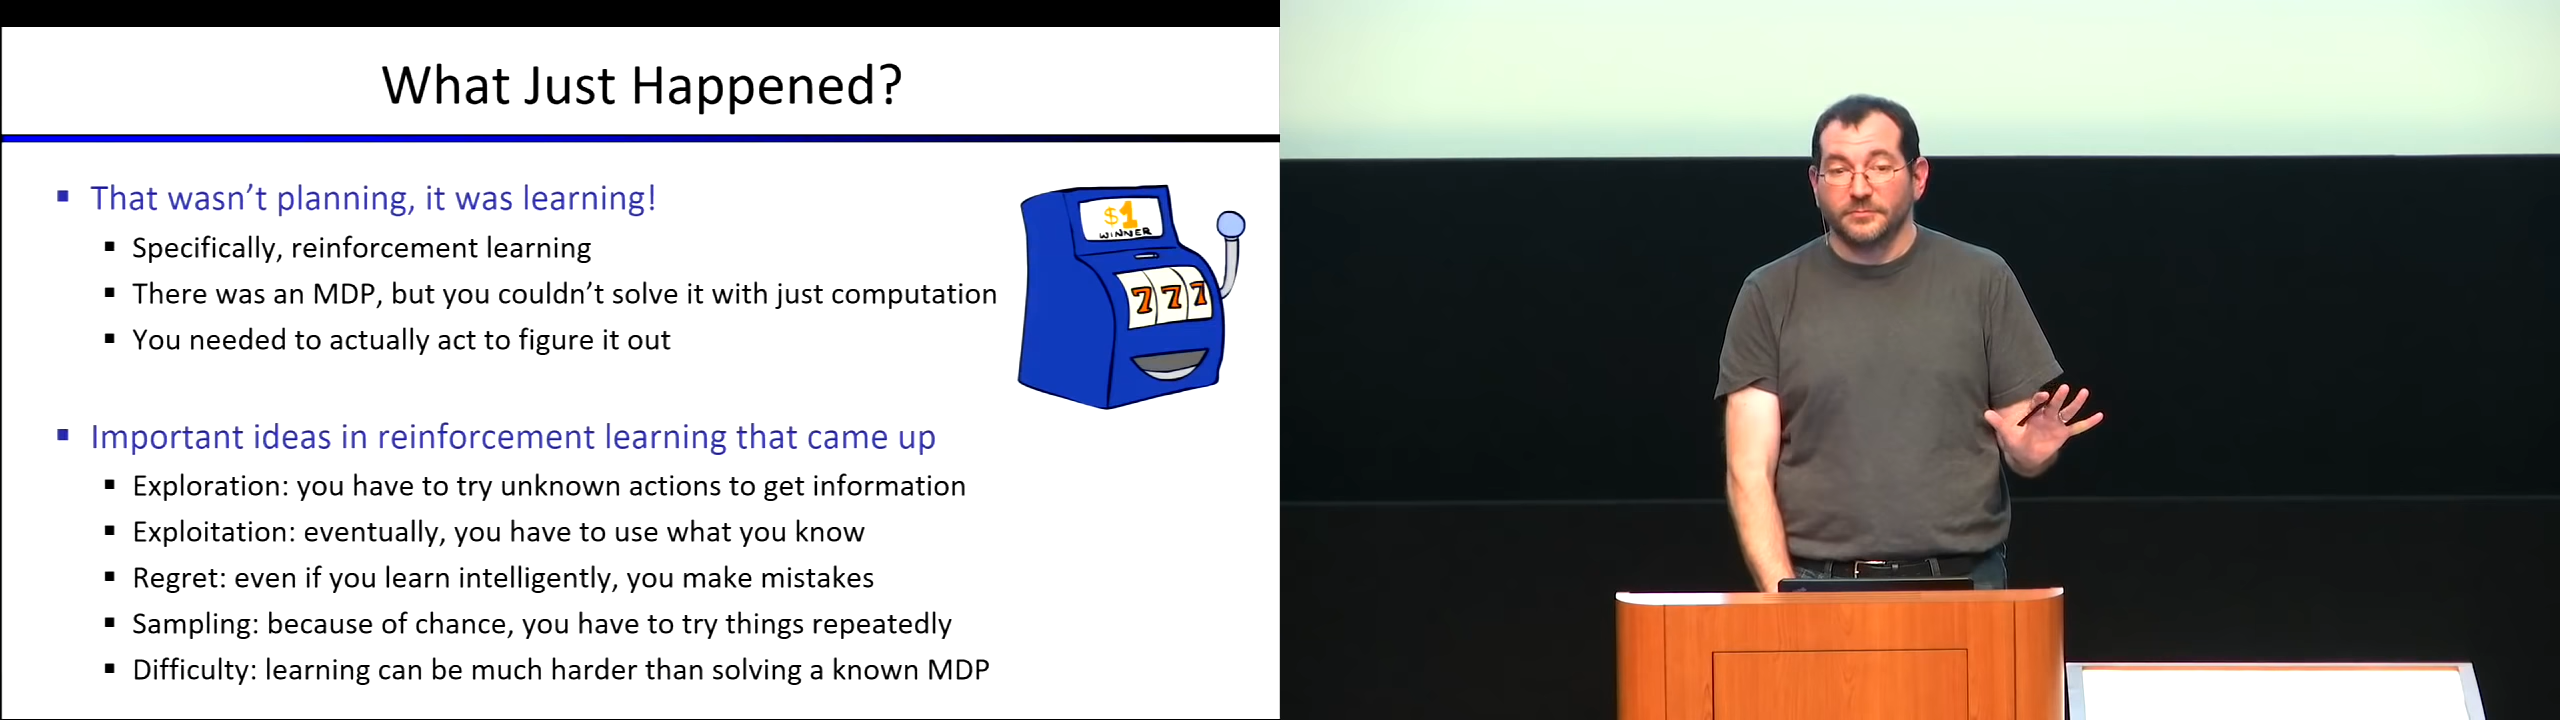 What Just Happened?
That wasn't planning, it was learning!
Specifically, reinforcement learning
There was an MDP, but you couldn't solve it with just computation
You needed to actually act to figure it out
$1
WINNER
777
Important ideas in reinforcement learning that came up
Exploration: you have to try unknown actions to get information
Exploitation: eventually, you have to use what you know
Regret: even if you learn intelligently, you make mistakes
Sampling: because of chance, you have to try things repeatedly
Difficulty: learning can be much harder than solving a known MDP